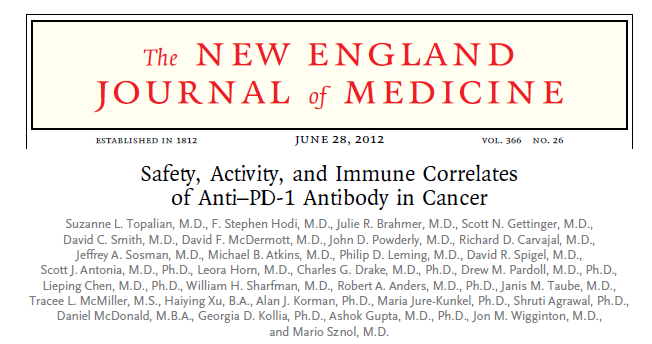 The NEW ENGLAND
JOURNAL of MEDICINE
ESTABLISHED IN 1812 JUNE 28, 2012 VOL. 366 NO. 26
Safety, Activity, and Immune Correlates
of Anti–PD-1 Antibody in Cancer
Suzanne L. Topalian, M.D., F. Stephen Hodi, M.D., Julie R. Brahmer, M.D., Scott N. Gettinger, M.D.,
David C. Smith, M.D., David F. McDermott, M.D., John D. Powderly, M.D., Richard D. Carvajal, M.D.,
Jeffrey A. Sosman, M.D., Michael B. Atkins, M.D., Philip D. Leming, M.D., David R. Spigel, M.D.,
Scott J. Antonia, M.D., Ph.D., Leora Horn, M.D., Charles G. Drake, M.D., Ph.D., Drew M. Pardoll, M.D., Ph.D.,
Lieping Chen, M.D., Ph.D., William H. Sharfman, M.D., Robert A. Anders, M.D., Ph.D., Janis M. Taube, M.D.,
Tracee L. McMiller, M.S., Haiying Xu, B.A., Alan J. Korman, Ph.D., Maria Jure-Kunkel, Ph.D., Shruti Agrawal, Ph.D.,
Daniel McDonald, M.B.A., Georgia D. Kollia, Ph.D., Ashok Gupta, M.D., Ph.D., Jon M. Wigginton, M.D.,
and Mario Sznol, M.D.